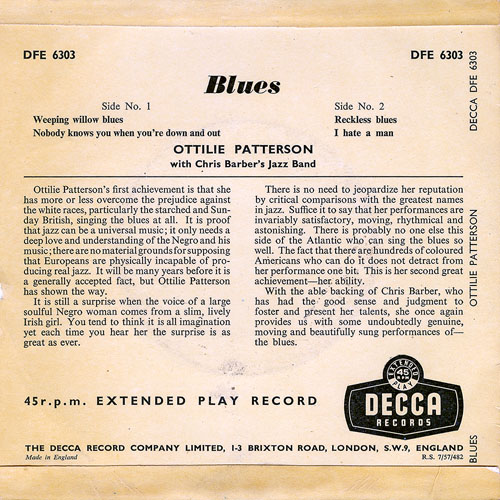 DFE 6303
DFE 6303
Blues
Side No. 1
Weeping willow blues
Nobody knows you when you're down and out
Side No. 2
Reckless blues
I hate a man
OTTILIE PATTERSON
with Chris Barber's Jazz Band
Ottilie Patterson's first achievement is that she
has more or less overcome the prejudice against
the white races, particularly the starched and Sun-
day British, singing the blues at all. It is proof
that jazz can be a universal music; it only needs a
deep love and understanding of the Negro and his
music; there are no material grounds for supposing
that Europeans are physically incapable of pro-
ducing real jazz. It will be many years before it is
a generally accepted fact, but Ottilie Patterson
has shown the way.
It is still a surprise when the voice of a large
soulful Negro woman comes from a slim, lively
Irish girl. You tend to think it is all imagination
yet each time you hear her the surprise is as
great as ever.
There is no need to jeopardize her reputation
by critical comparisons with the greatest names
in jazz. Suffice it to say that her performances are
invariably satisfactory, moving, rhythmical and
astonishing. There is probably no one else this
side of the Atlantic who can sing the blues so
well. The fact that there are hundreds of coloured
Americans who can do it does not detract from
her performance one bit. This is her second great
achievement—her ability.
With the able backing of Chris Barber, who
has had the good sense and judgment to
foster and present her talents, she once again
provides us with some undoubtedly genuine,
moving and beautifully sung performances of—
the blues.
45 r.p.m. EXTENDED PLAY RECORD
EXTENDED
45
RPM
PLAY
DECCA
RECORDS
THE DECCA RECORD COMPANY LIMITED, 1-3 BRIXTON ROAD, LONDON, S.W.9, ENGLAND
Made in England
R.S. 7/57/482
DECCA DFE 6303
OTTILIE PATTERSON
BLUES